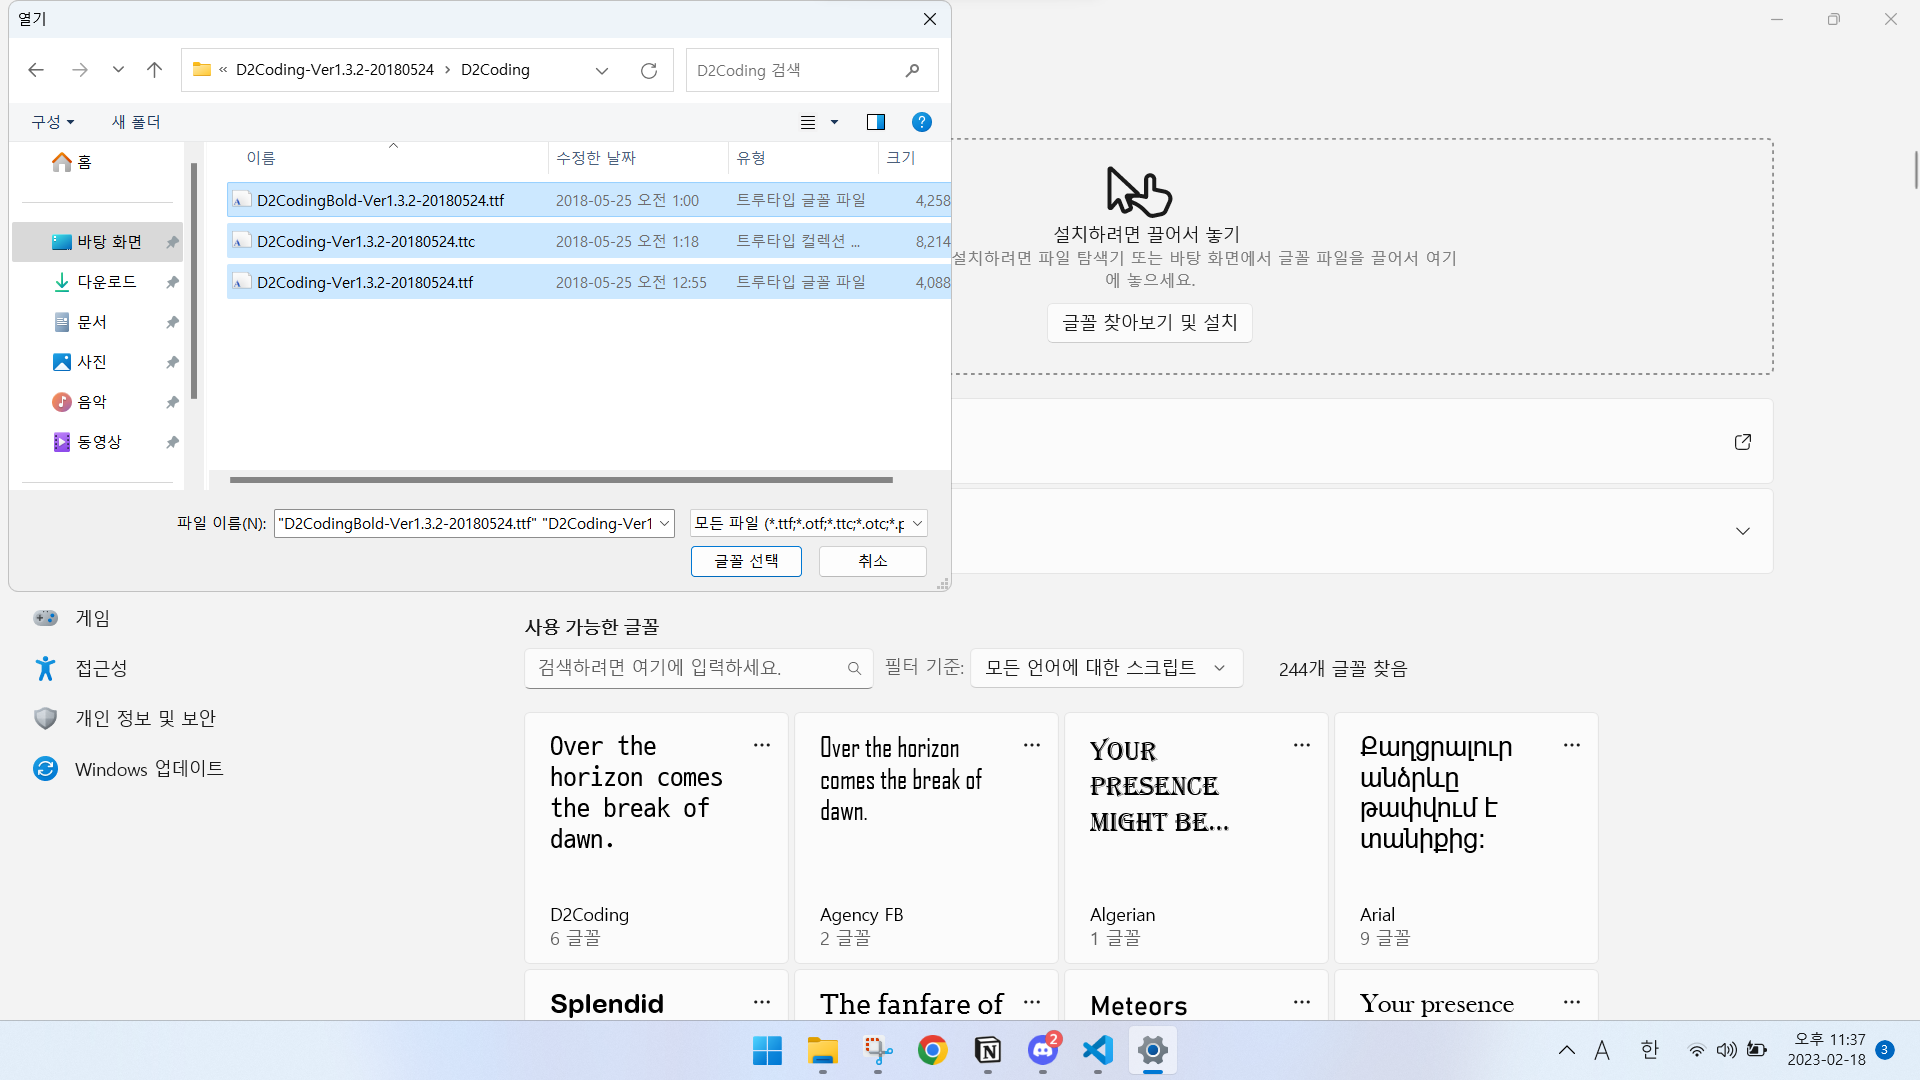 열기
« D2Coding-Ver1.3.2-20180524 › D2Coding
D2Coding 검색
구성
새 폴더
?
홈
바탕 화면
다운로드
문서
사진
음악
동영상
이름 수정한 날짜 유형 크기
D2CodingBold-Ver1.3.2-20180524.ttf 2018-05-25 오전 1:00 트루타입 글꼴 파일 4,258
D2Coding-Ver1.3.2-20180524.ttc 2018-05-25 오전 1:18 트루타입 컬렉션 ... 8,214
D2Coding-Ver1.3.2-20180524.ttf 2018-05-25 오전 12:55 트루타입 글꼴 파일 4,088
파일 이름(N): "D2CodingBold-Ver1.3.2-20180524.ttf" "D2Coding-Ver1
모든 파일 (*.ttf;*.otf;*.ttc;*.otc;*.p
글꼴 선택
취소
설치하려면 끌어서 놓기
설치하려면 파일 탐색기 또는 바탕 화면에서 글꼴 파일을 끌어서 여기
에 놓으세요.
글꼴 찾아보기 및 설치
게임
접근성
개인 정보 및 보안
Windows 업데이트
사용 가능한 글꼴
검색하려면 여기에 입력하세요.
필터 기준:
모든 언어에 대한 스크립트
244개 글꼴 찾음
Over the
horizon comes
the break of
dawn.
D2Coding
6 글꼴
Over the horizon
comes the break of
dawn.
Agency FB
2 글꼴
YOUR
PRESENCE
MIGHT BE...
Algerian
1 글꼴
Քաղցրալուր
անձրևը
թափվում է
տանիքից:
Arial
9 글꼴
Splendid
The fanfare of
Meteors
Your presence
2
A
한
오후 11:37
2023-02-18
3